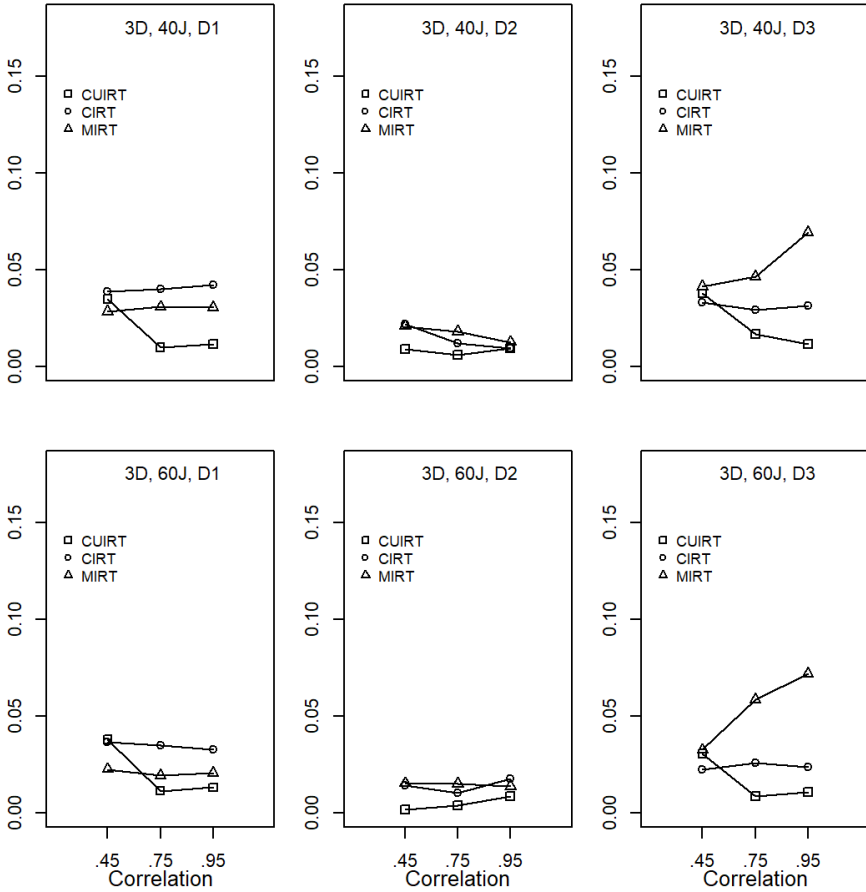 3D, 40J, D1
0.00 0.05 0.10 0.15
CUIRT
CIRT
MIRT
3D, 40J, D2
0.00 0.05 0.10 0.15
CUIRT
CIRT
MIRT
3D, 40J, D3
0.00 0.05 0.10 0.15
CUIRT
CIRT
MIRT
3D, 60J, D1
0.00 0.05 0.10 0.15
CUIRT
CIRT
MIRT
.45 .75 .95
Correlation
3D, 60J, D2
0.00 0.05 0.10 0.15
CUIRT
CIRT
MIRT
.45 .75 .95
Correlation
3D, 60J, D3
0.00 0.05 0.10 0.15
CUIRT
CIRT
MIRT
.45 .75 .95
Correlation